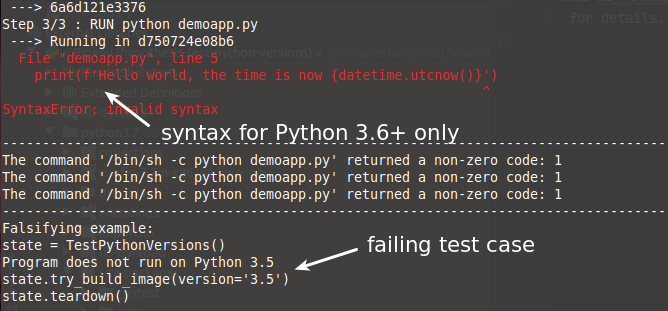 ---> 6a6d121e3376
Step 3/3 : RUN python demoapp.py
---> Running in d750724e08b6
File "demoapp.py", line 5
print(f'Hello world, the time is now {datetime.utcnow()}')
^
SyntaxError: invalid syntax
syntax for Python 3.6+ only
The command '/bin/sh -c python demoapp.py' returned a non-zero code: 1
The command '/bin/sh -c python demoapp.py' returned a non-zero code: 1
The command '/bin/sh -c python demoapp.py' returned a non-zero code: 1
Falsifying example:
state = TestPythonVersions()
failing test case
Program does not run on Python 3.5
state.try_build_image(version='3.5')
state.teardown()
for details.
python3.7